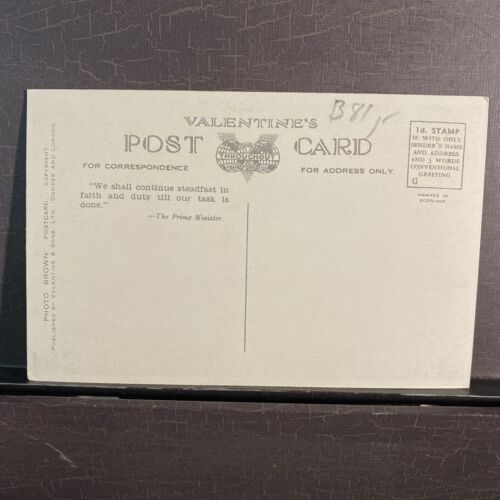 B81,-
VALENTINE'S
POST CARD
THROUGHOUT
FOR CORRESPONDENCE
FOR ADDRESS ONLY
1d. STAMP
IF WITH ONLY
SENDER'S NAME
AND ADDRESS
AND 5 WORDS
CONVENTIONAL
GREETING
G
PRINTED IN
SCOTLAND
"We shall continue steadfast in
faith and duty till our task is
done."
—The Prime Minister.
"PHOTO BROWN" POSTCARD. COPYRIGHT.
PUBLISHED BY VALENTINE & SONS, LTD., DUNDEE AND LONDON.